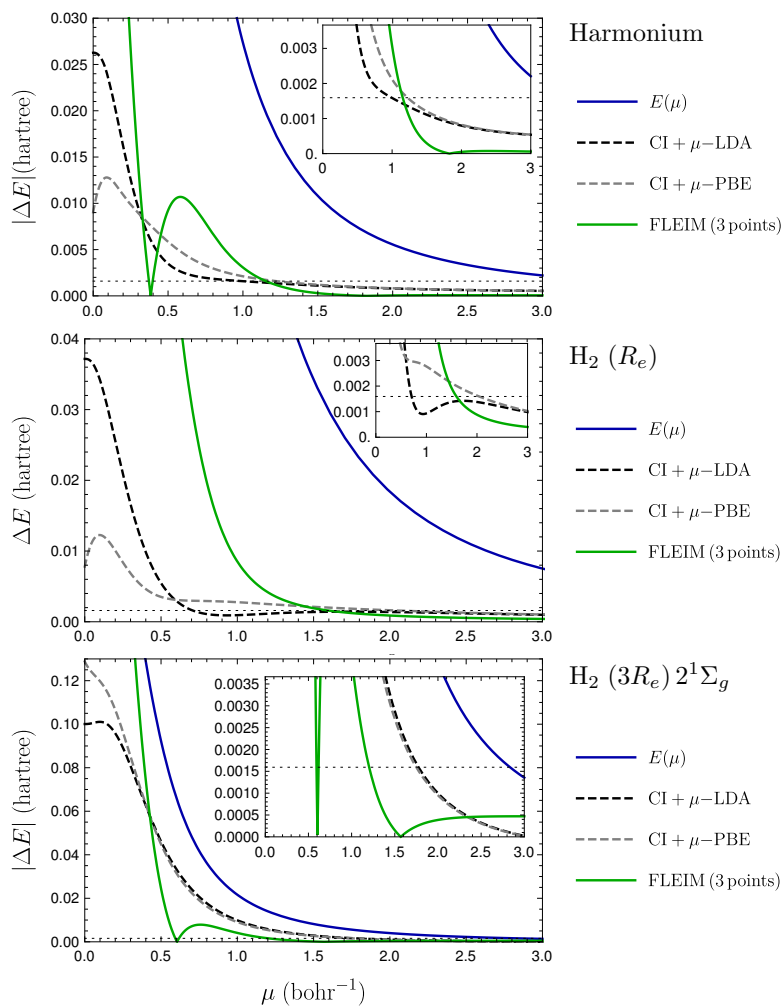 Harmonium
|ΔE|(hartree)
0.030
0.025
0.020
0.015
0.010
0.005
0.000
0.0 0.5 1.0 1.5 2.0 2.5 3.0
0.003
0.002
0.001
0.
0 1 2 3
E(μ)
CI + μ−LDA
CI + μ−PBE
FLEIM (3 points)
H₂ (Rₑ)
ΔE (hartree)
0.04
0.03
0.02
0.01
0.00
0.0 0.5 1.0 1.5 2.0 2.5 3.0
0.003
0.002
0.001
0.
0 1 2 3
E(μ)
CI + μ−LDA
CI + μ−PBE
FLEIM (3 points)
H₂ (3Rₑ) 2¹Σg
|ΔE| (hartree)
0.12
0.10
0.08
0.06
0.04
0.02
0.00
0.0 0.5 1.0 1.5 2.0 2.5 3.0
0.0035
0.0030
0.0025
0.0020
0.0015
0.0010
0.0005
0.0000
0.0 0.5 1.0 1.5 2.0 2.5 3.0
E(μ)
CI + μ−LDA
CI + μ−PBE
FLEIM (3 points)
μ (bohr⁻¹)